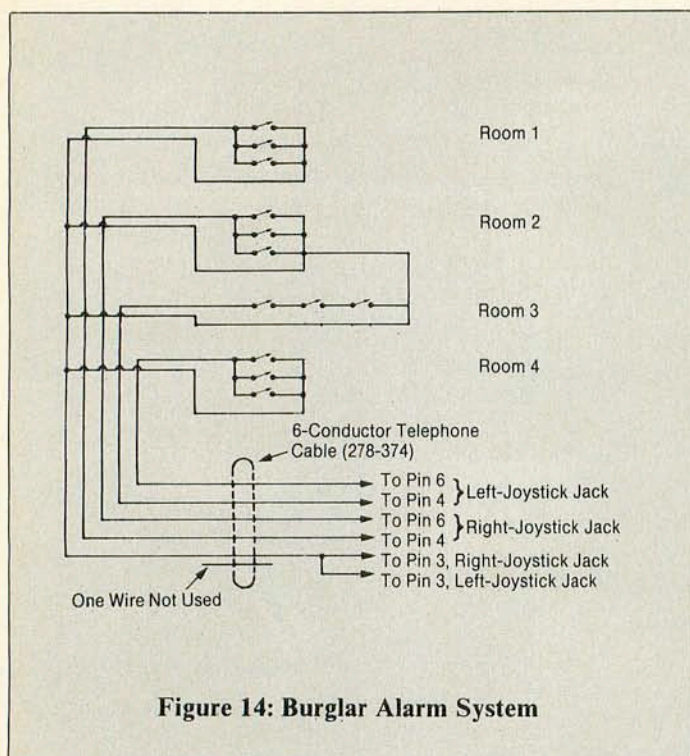 Room 1
Room 2
Room 3
Room 4
6-Conductor Telephone
Cable (278-374)
To Pin 6
To Pin 4
Left-Joystick Jack
To Pin 6
To Pin 4
Right-Joystick Jack
To Pin 3, Right-Joystick Jack
To Pin 3, Left-Joystick Jack
One Wire Not Used
Figure 14: Burglar Alarm System